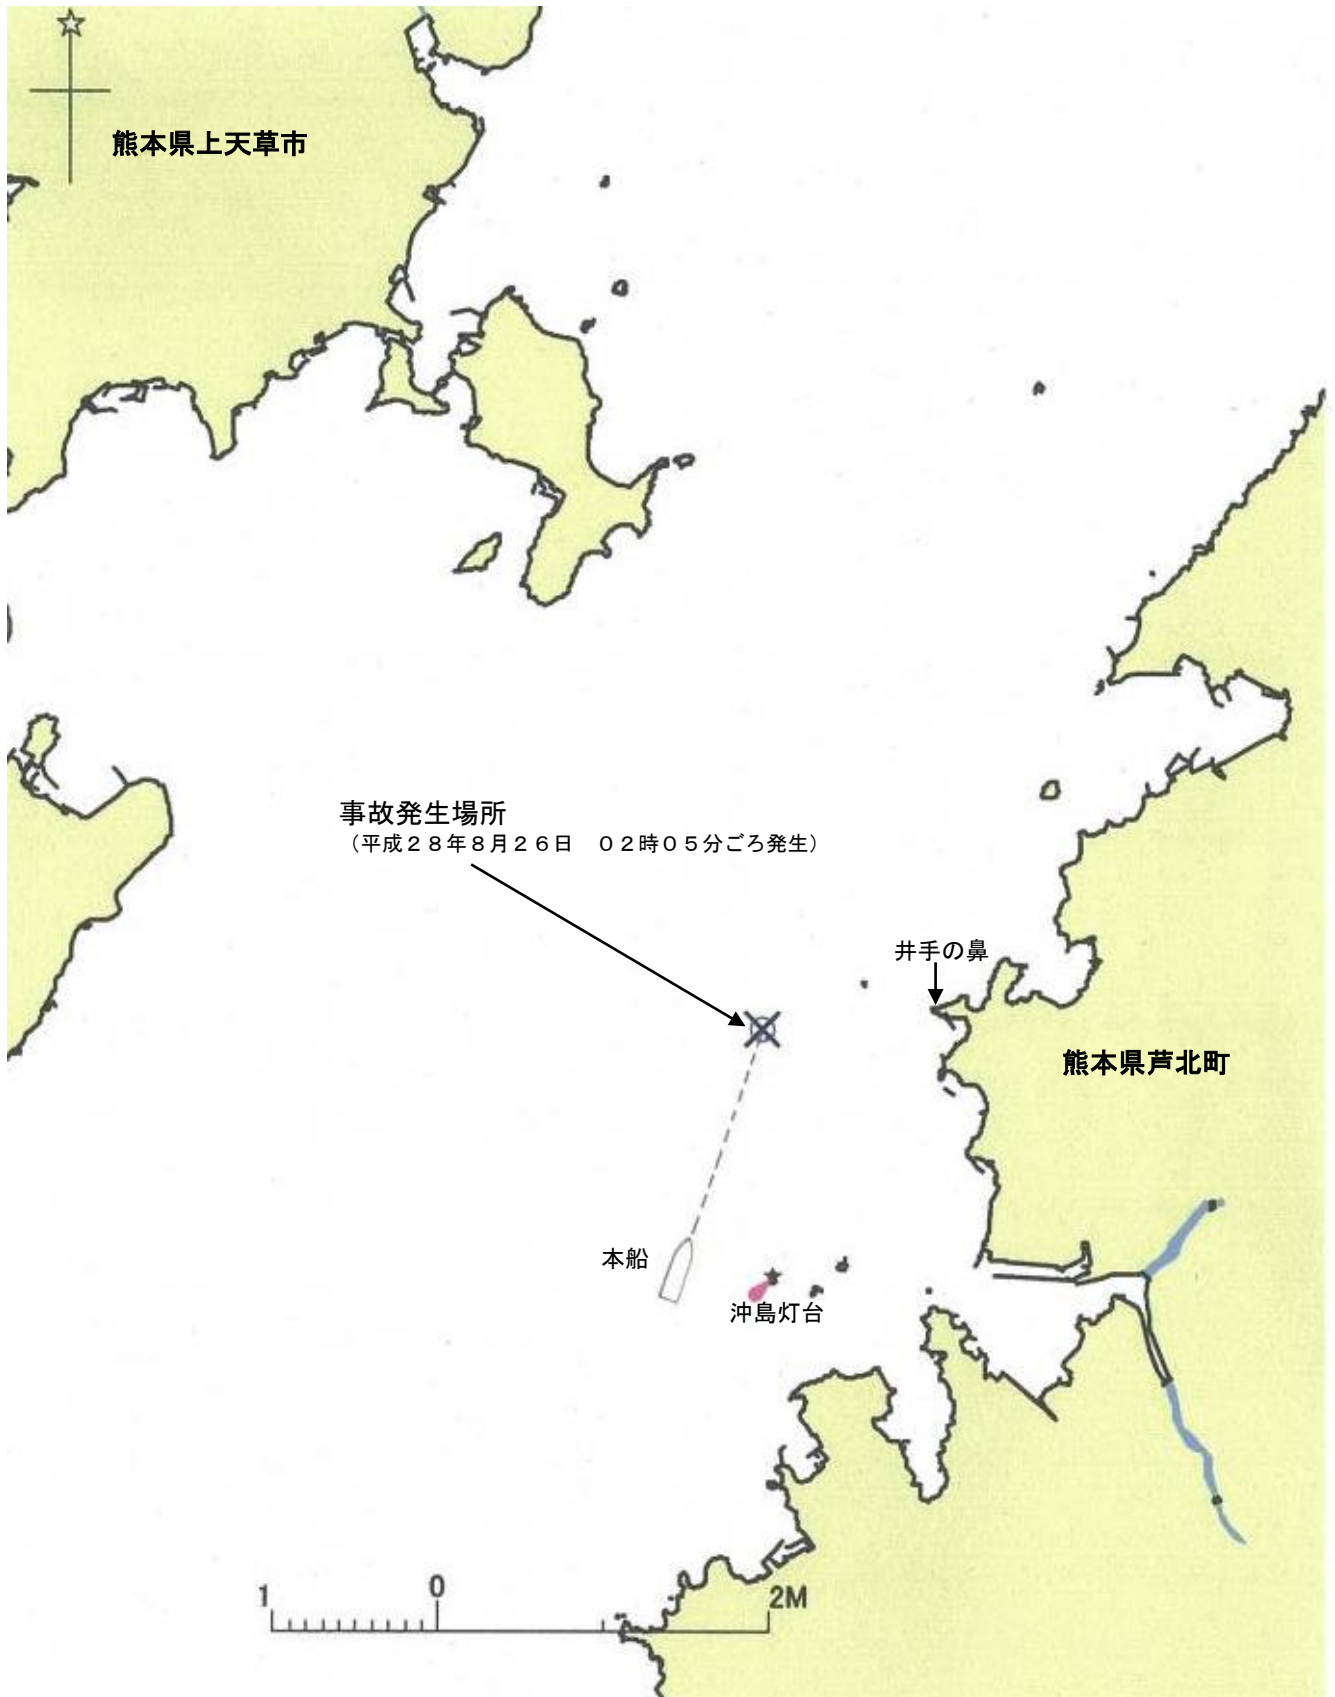 熊本県上天草市
事故発生場所
（平成２８年８月２６日　０２時０５分ごろ発生）
井手の鼻
熊本県芦北町
本船
沖島灯台
1 0 2M